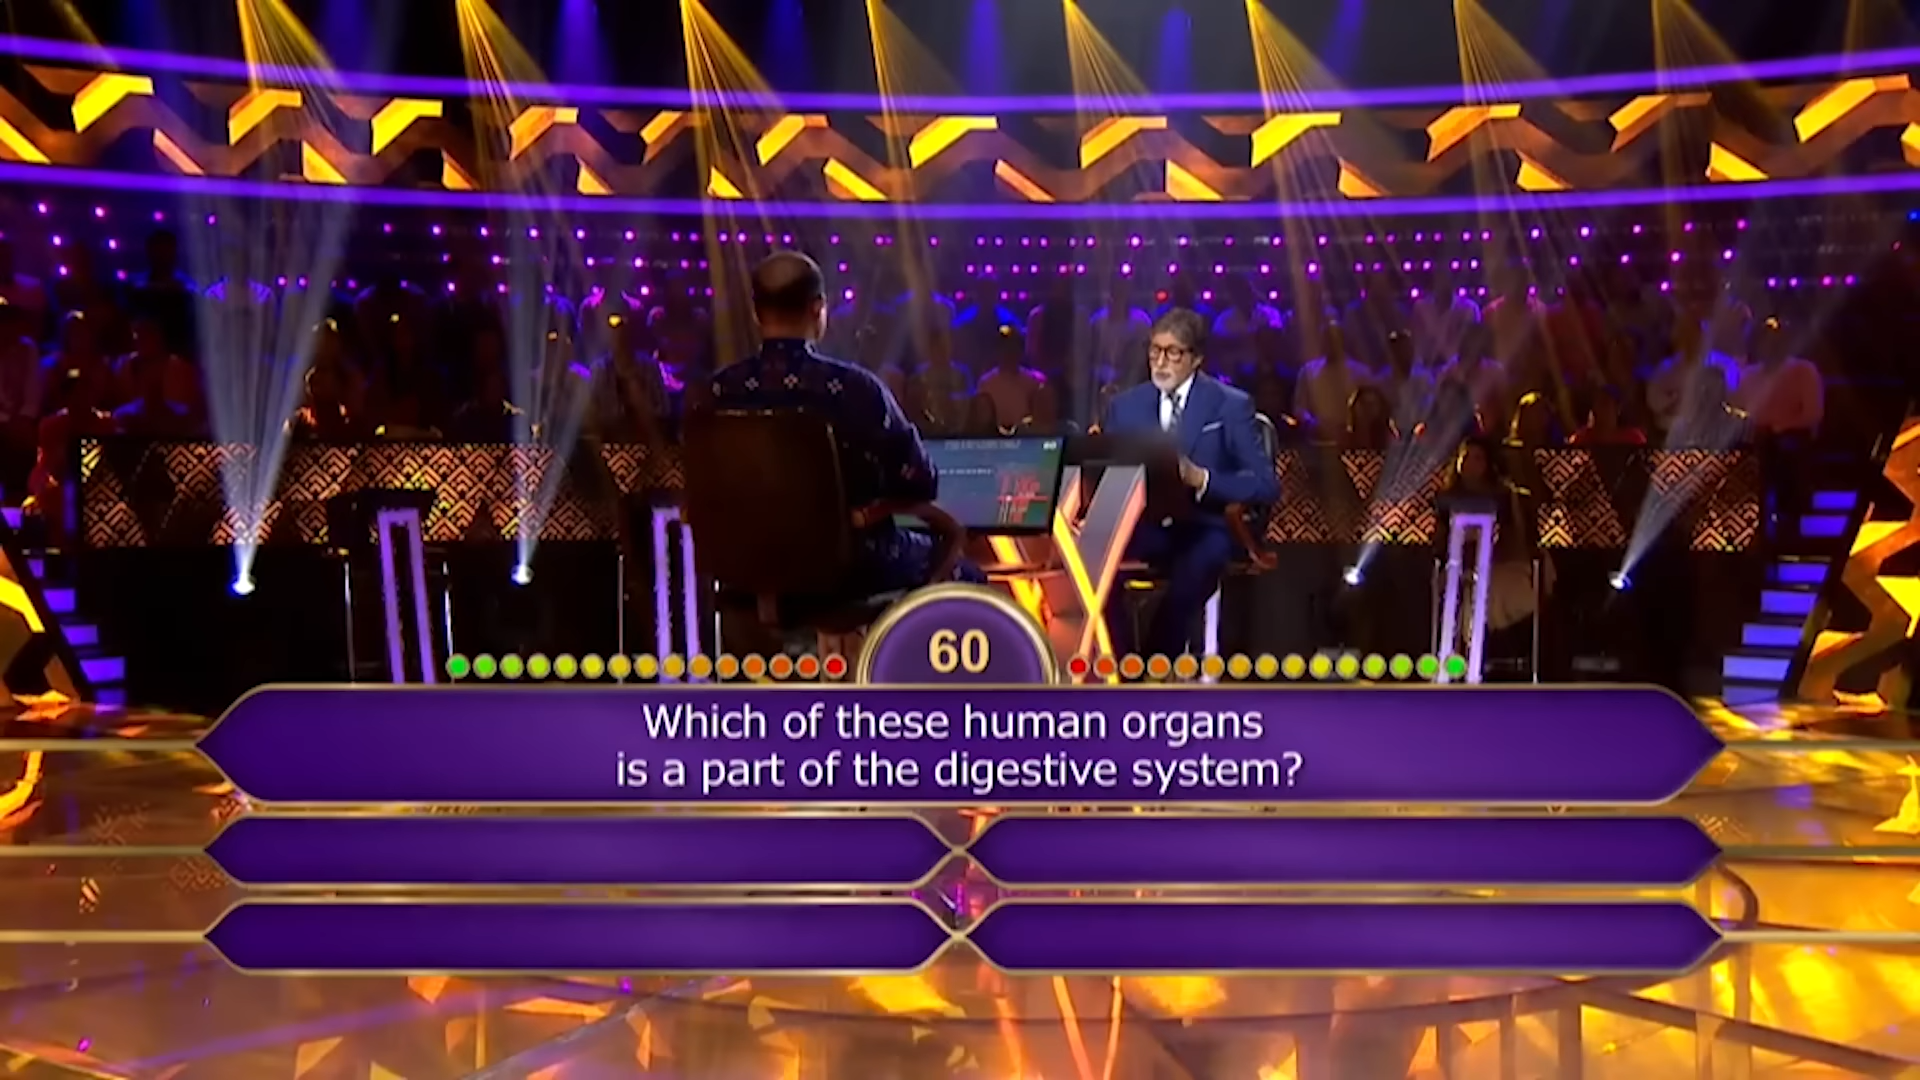 60
Which of these human organs
is a part of the digestive system?